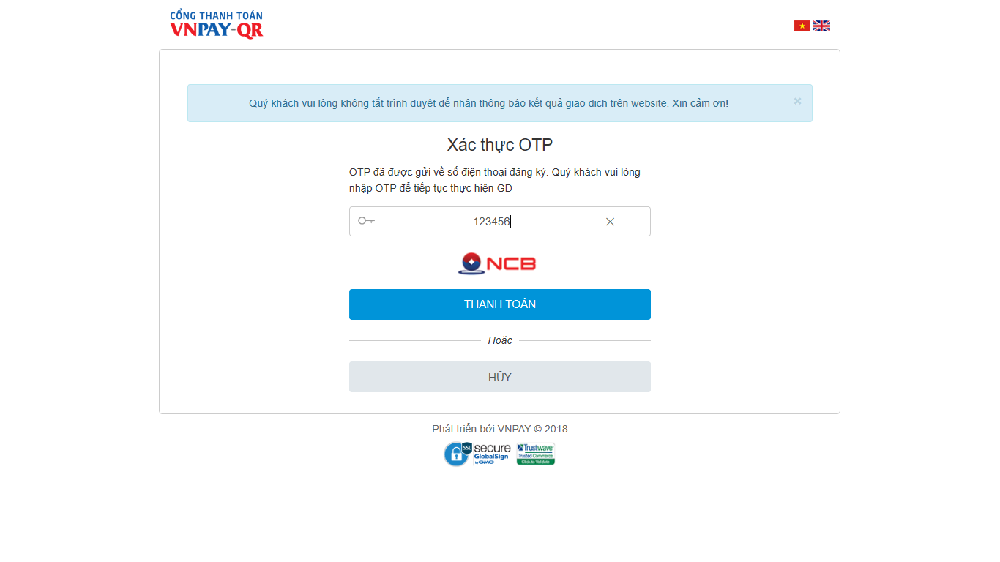 CỔNG THANH TOÁN
VNPAY-QR
Quý khách vui lòng không tắt trình duyệt để nhận thông báo kết quả giao dịch trên website. Xin cảm ơn!
×
Xác thực OTP
OTP đã được gửi về số điện thoại đăng ký. Quý khách vui lòng
nhập OTP để tiếp tục thực hiện GD
123456
NCB
THANH TOÁN
Hoặc
HỦY
Phát triển bởi VNPAY © 2018
SSL
secure
GlobalSign
by GMO
Trustwave
Trusted Commerce
Click to Validate